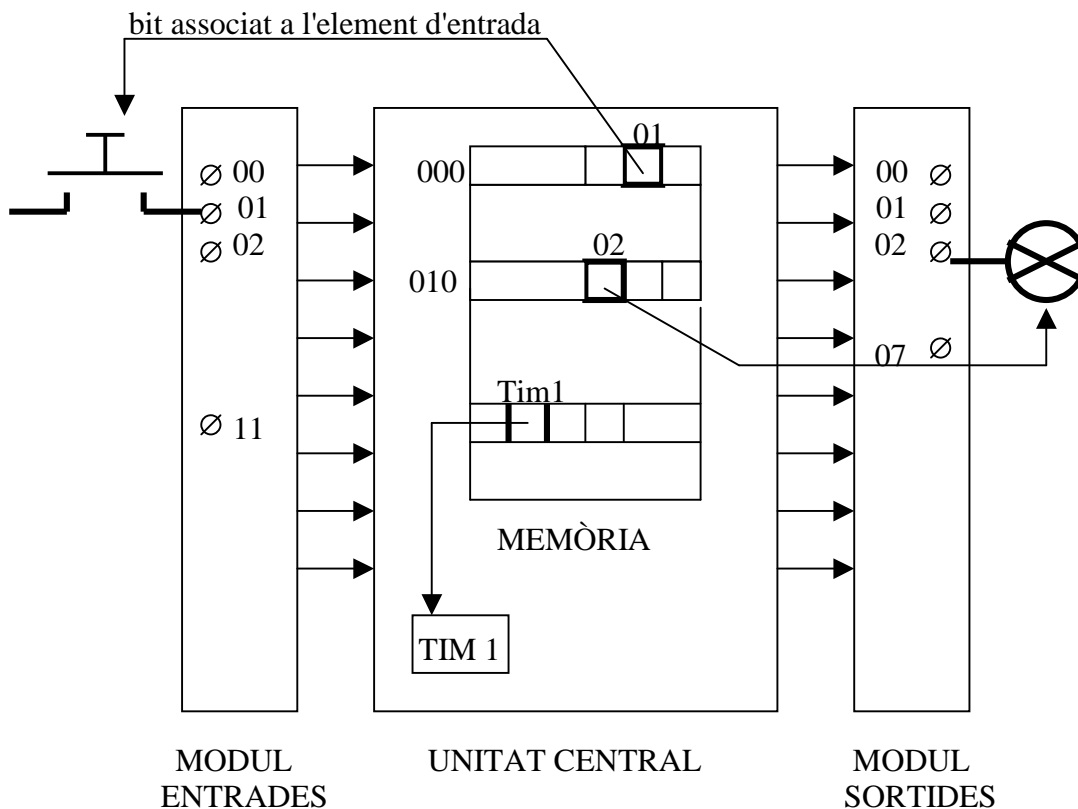 bit associat a l'element d'entrada
01
000
00
01
02
11
02
010
Tim1
MEMÒRIA
TIM 1
00
01
02
07
MODUL
ENTRADES
UNITAT CENTRAL
MODUL
SORTIDES